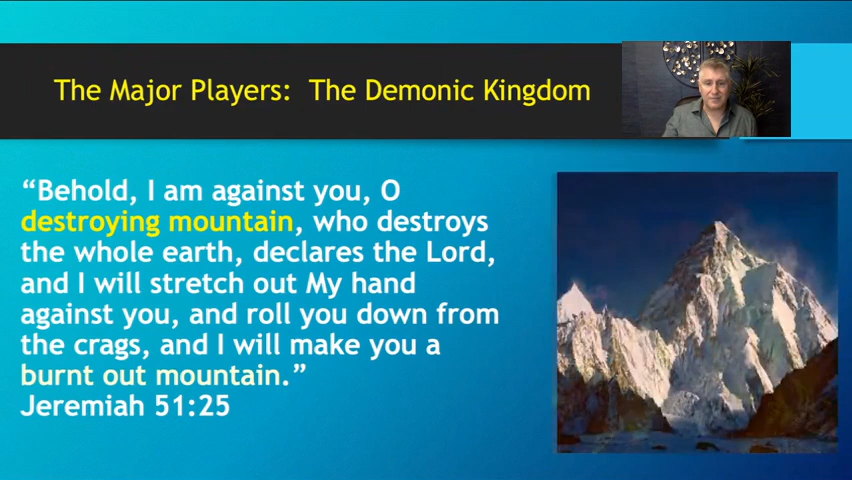 The Major Players:  The Demonic Kingdom
“Behold, I am against you, O
destroying mountain, who destroys
the whole earth, declares the Lord,
and I will stretch out My hand
against you, and roll you down from
the crags, and I will make you a
burnt out mountain.”
Jeremiah 51:25